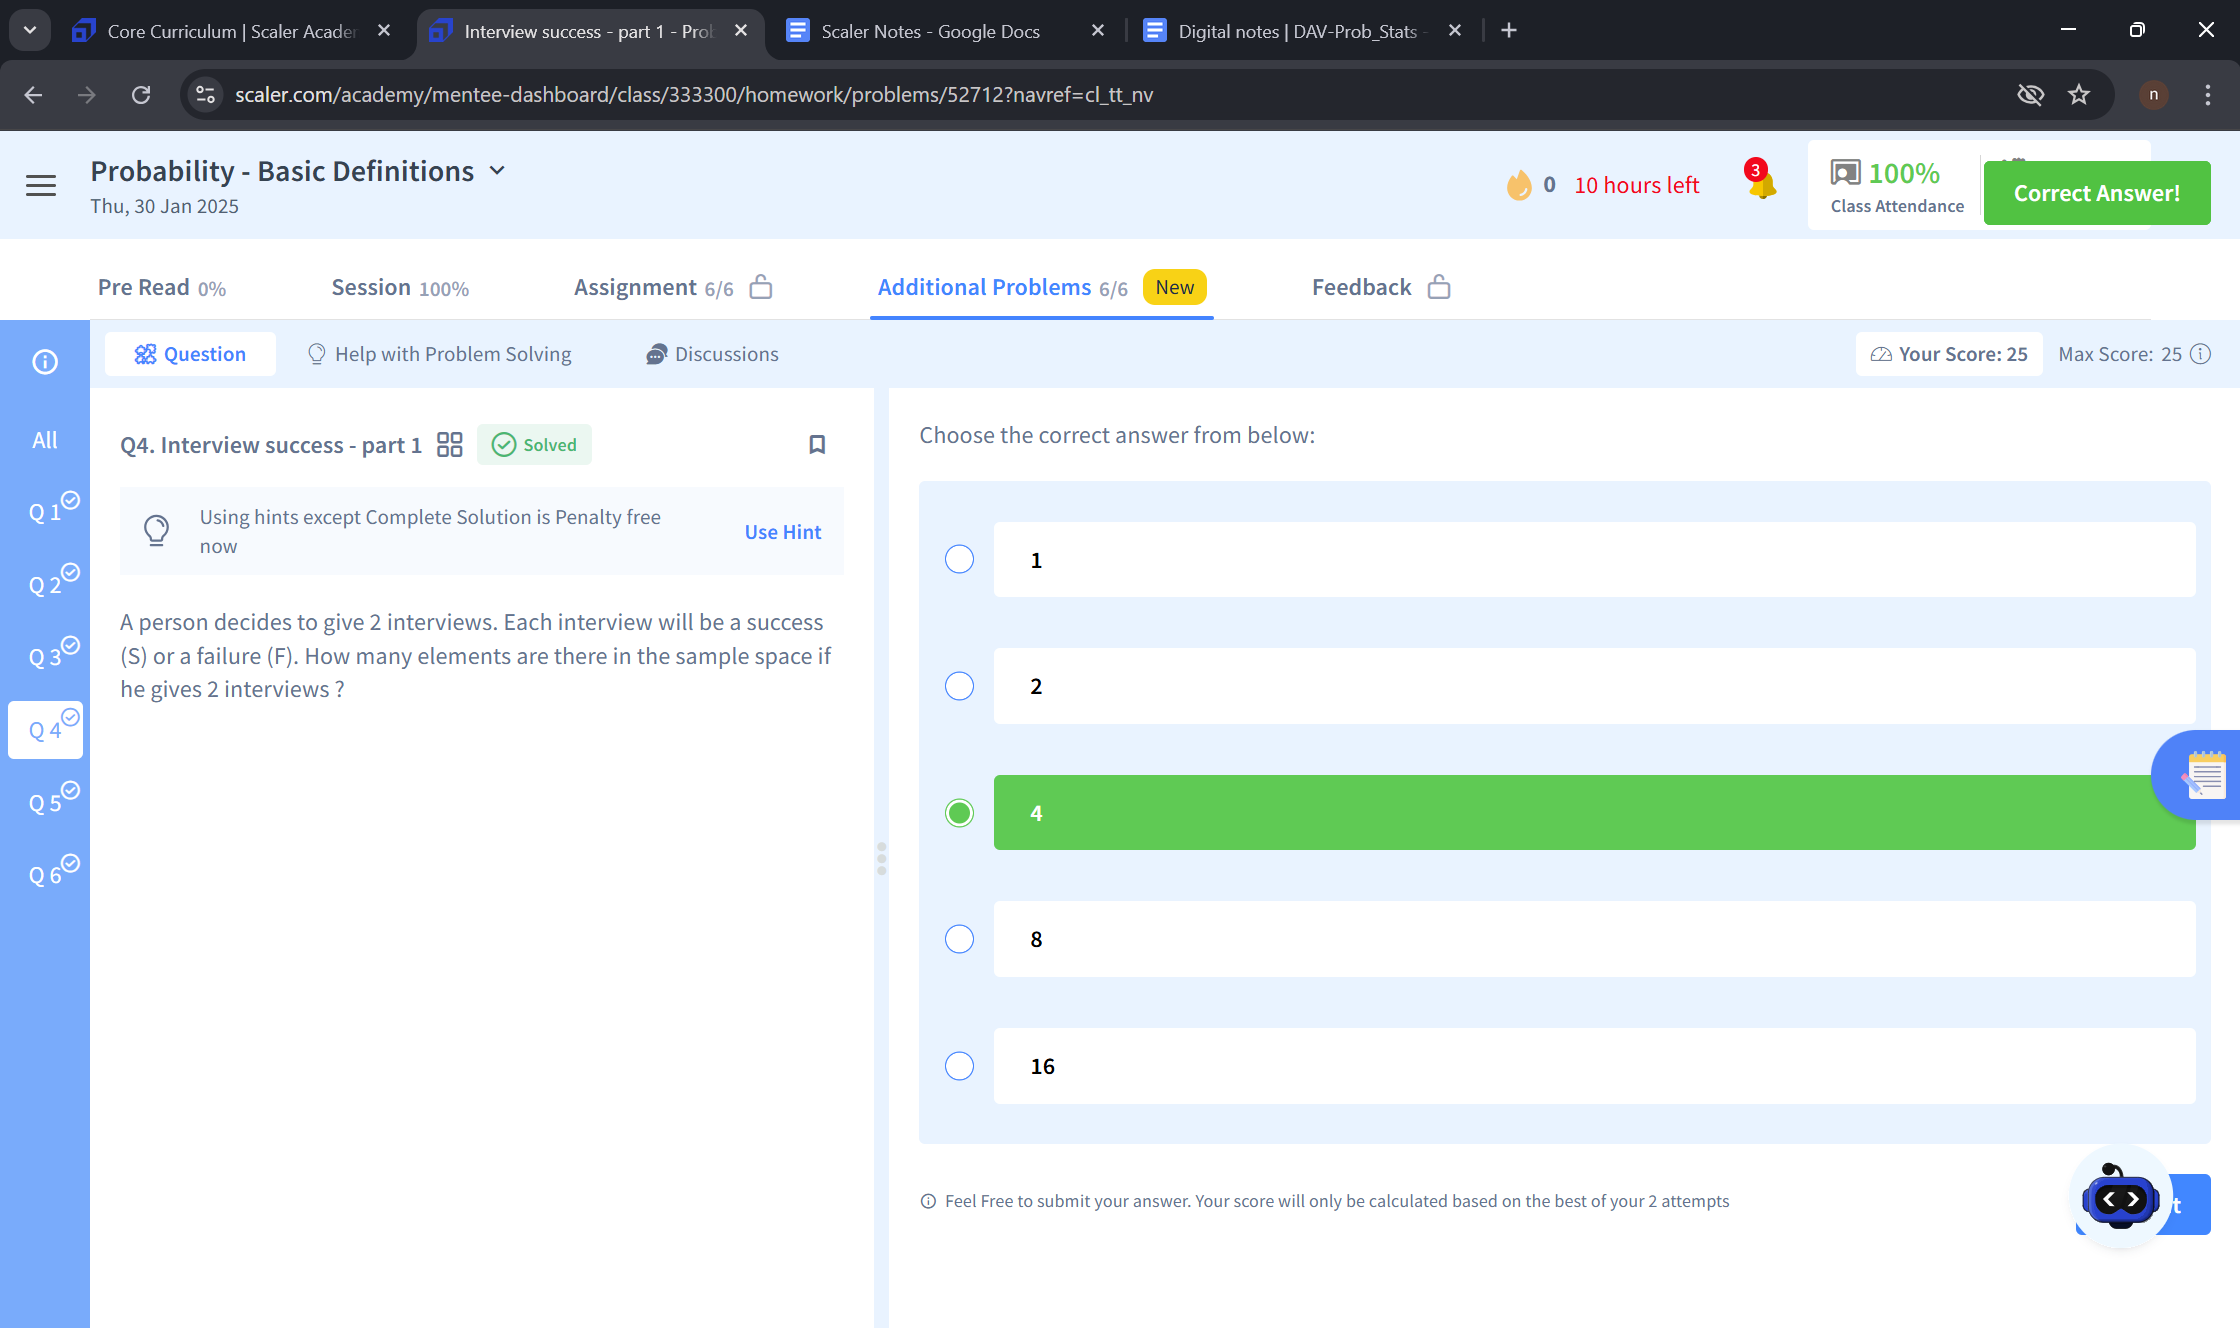 Core Curriculum | Scaler Acader
Interview success - part 1 - Prob
Scaler Notes - Google Docs
Digital notes | DAV-Prob_Stats -
scaler.com/academy/mentee-dashboard/class/333300/homework/problems/52712?navref=cl_tt_nv
n
Probability - Basic Definitions
Thu, 30 Jan 2025
0
10 hours left
3
100%
Class Attendance
Correct Answer!
Pre Read 0%
Session 100%
Assignment 6/6
Additional Problems 6/6
New
Feedback
Question
Help with Problem Solving
Discussions
Your Score: 25
Max Score: 25
All
Q 1
Q 2
Q 3
Q 4
Q 5
Q 6
Q4. Interview success - part 1
Solved
Using hints except Complete Solution is Penalty free
now
Use Hint
A person decides to give 2 interviews. Each interview will be a success
(S) or a failure (F). How many elements are there in the sample space if
he gives 2 interviews ?
Choose the correct answer from below:
1
2
4
8
16
Feel Free to submit your answer. Your score will only be calculated based on the best of your 2 attempts